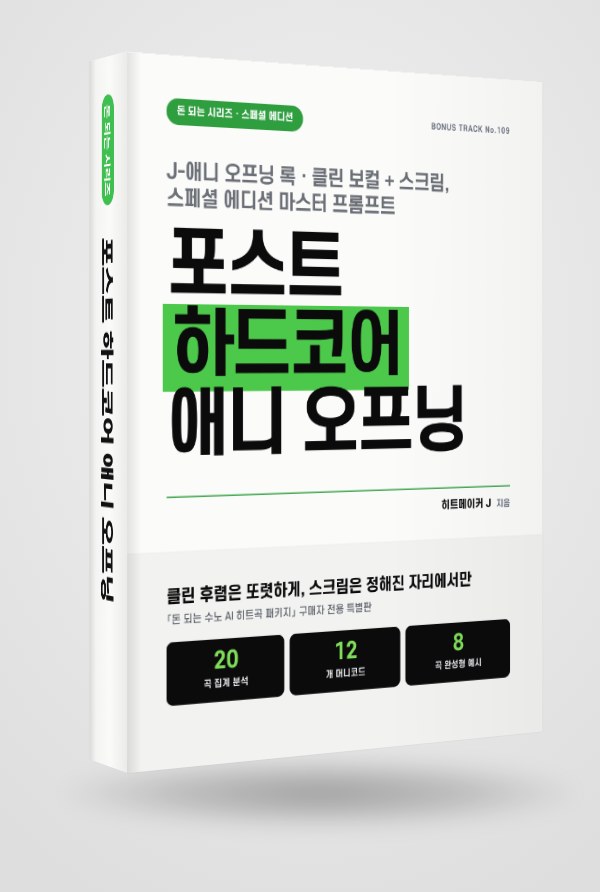 돈 되는 시리즈
포스트 하드코어 애니 오프닝
돈 되는 시리즈 · 스페셜 에디션
BONUS TRACK No.109
J-애니 오프닝 록 · 클린 보컬 + 스크림,
스페셜 에디션 마스터 프롬프트
포스트
하드코어
애니 오프닝
히트메이커 J 지음
클린 후렴은 또렷하게, 스크림은 정해진 자리에서만
『돈 되는 수노 AI 히트곡 패키지』 구매자 전용 특별판
20
곡 집계 분석
12
개 머니코드
8
곡 완성형 예시